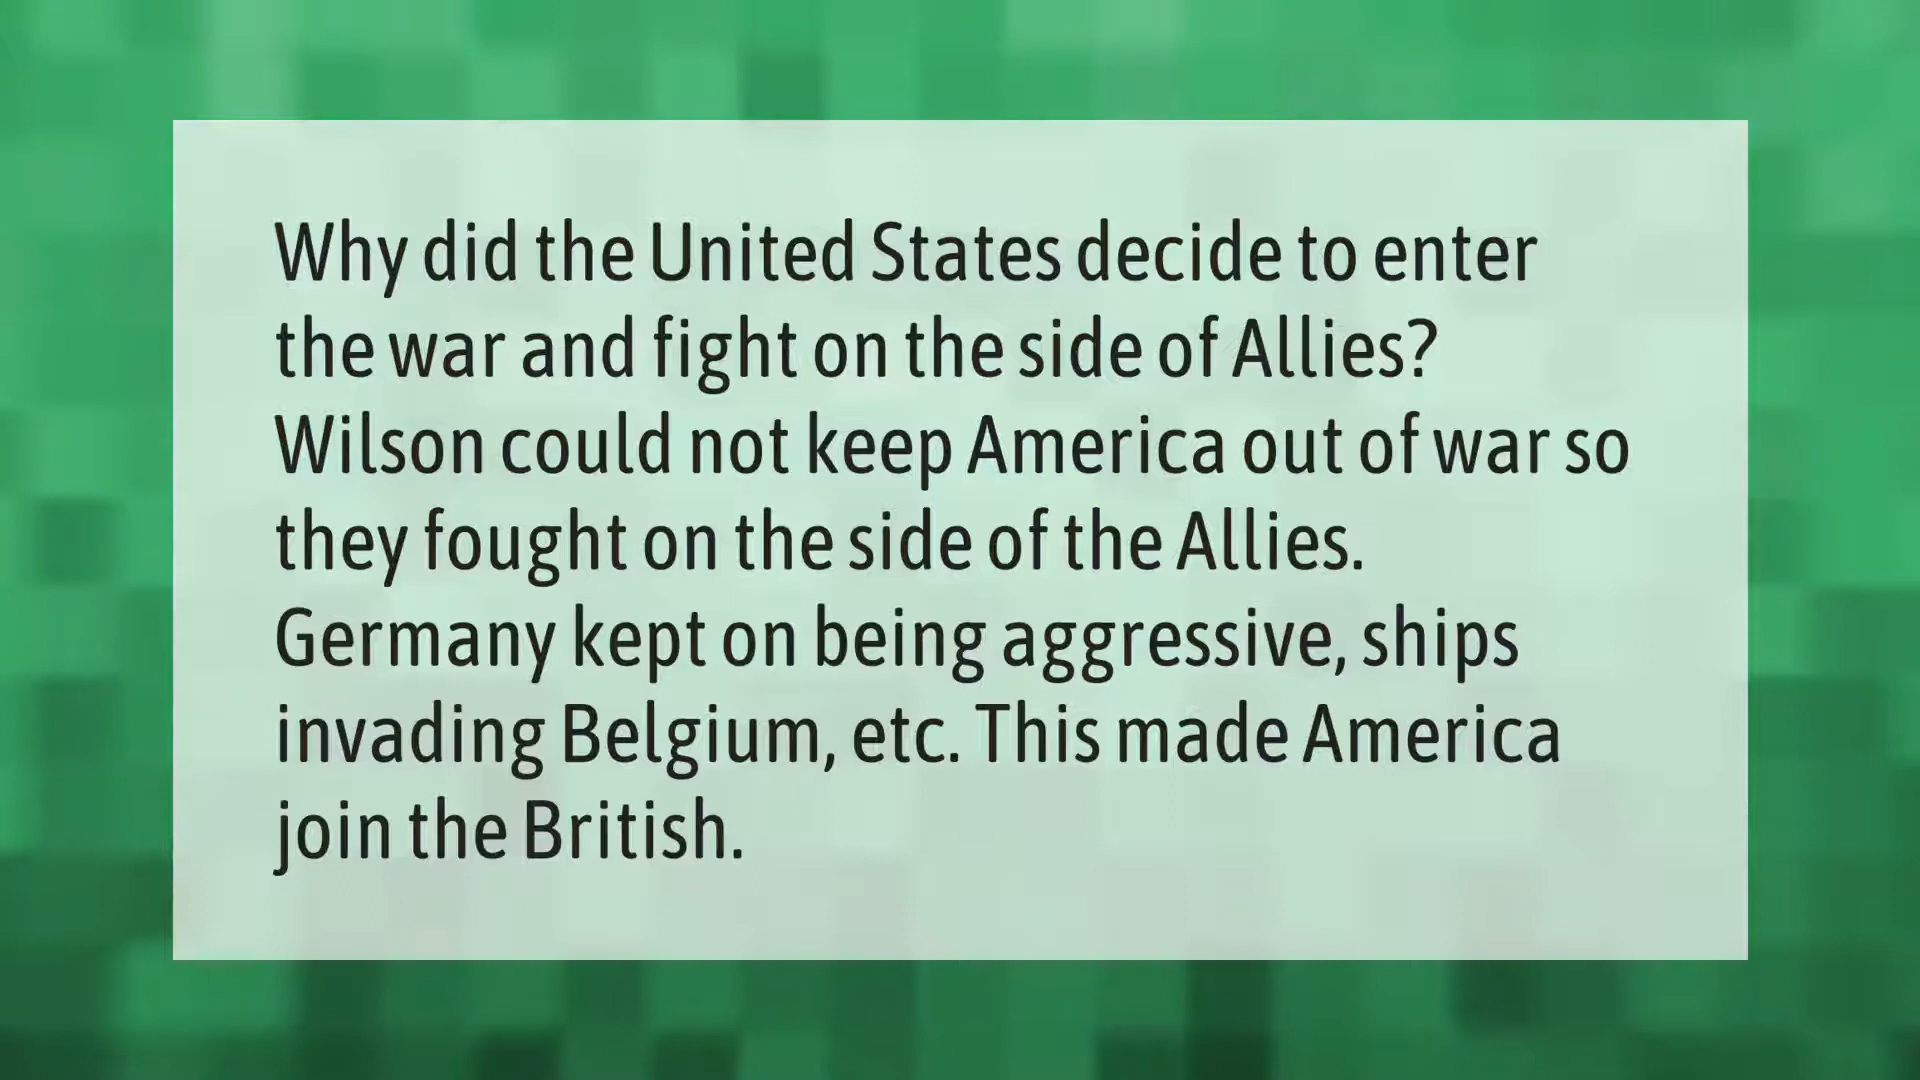 Why did the United States decide to enter
the war and fight on the side of Allies?
Wilson could not keep America out of war so
they fought on the side of the Allies.
Germany kept on being aggressive, ships
invading Belgium, etc. This made America
join the British.